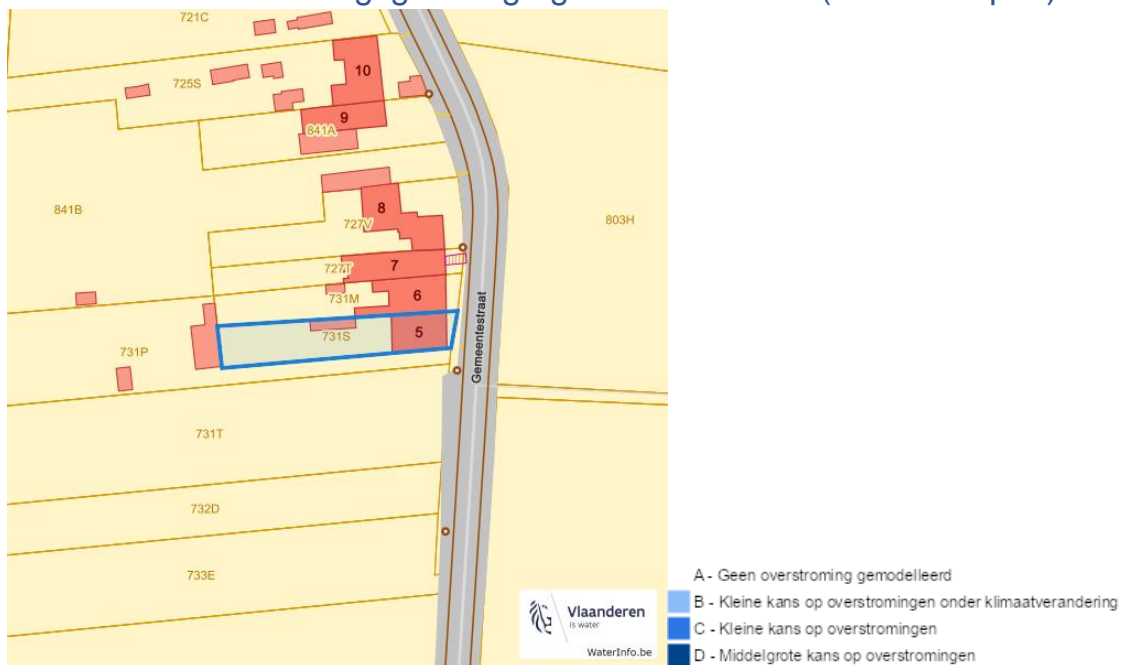 721C
10
725S
9
841A
841B
8
803H
727V
7
727T
6
731M
5
731S
731P
Gemeentestraat
731T
732D
733E
A - Geen overstroming gemodelleerd
B - Kleine kans op overstromingen onder klimaatverandering
C - Kleine kans op overstromingen
D - Middelgrote kans op overstromingen
Vlaanderen
is water
WaterInfo.be